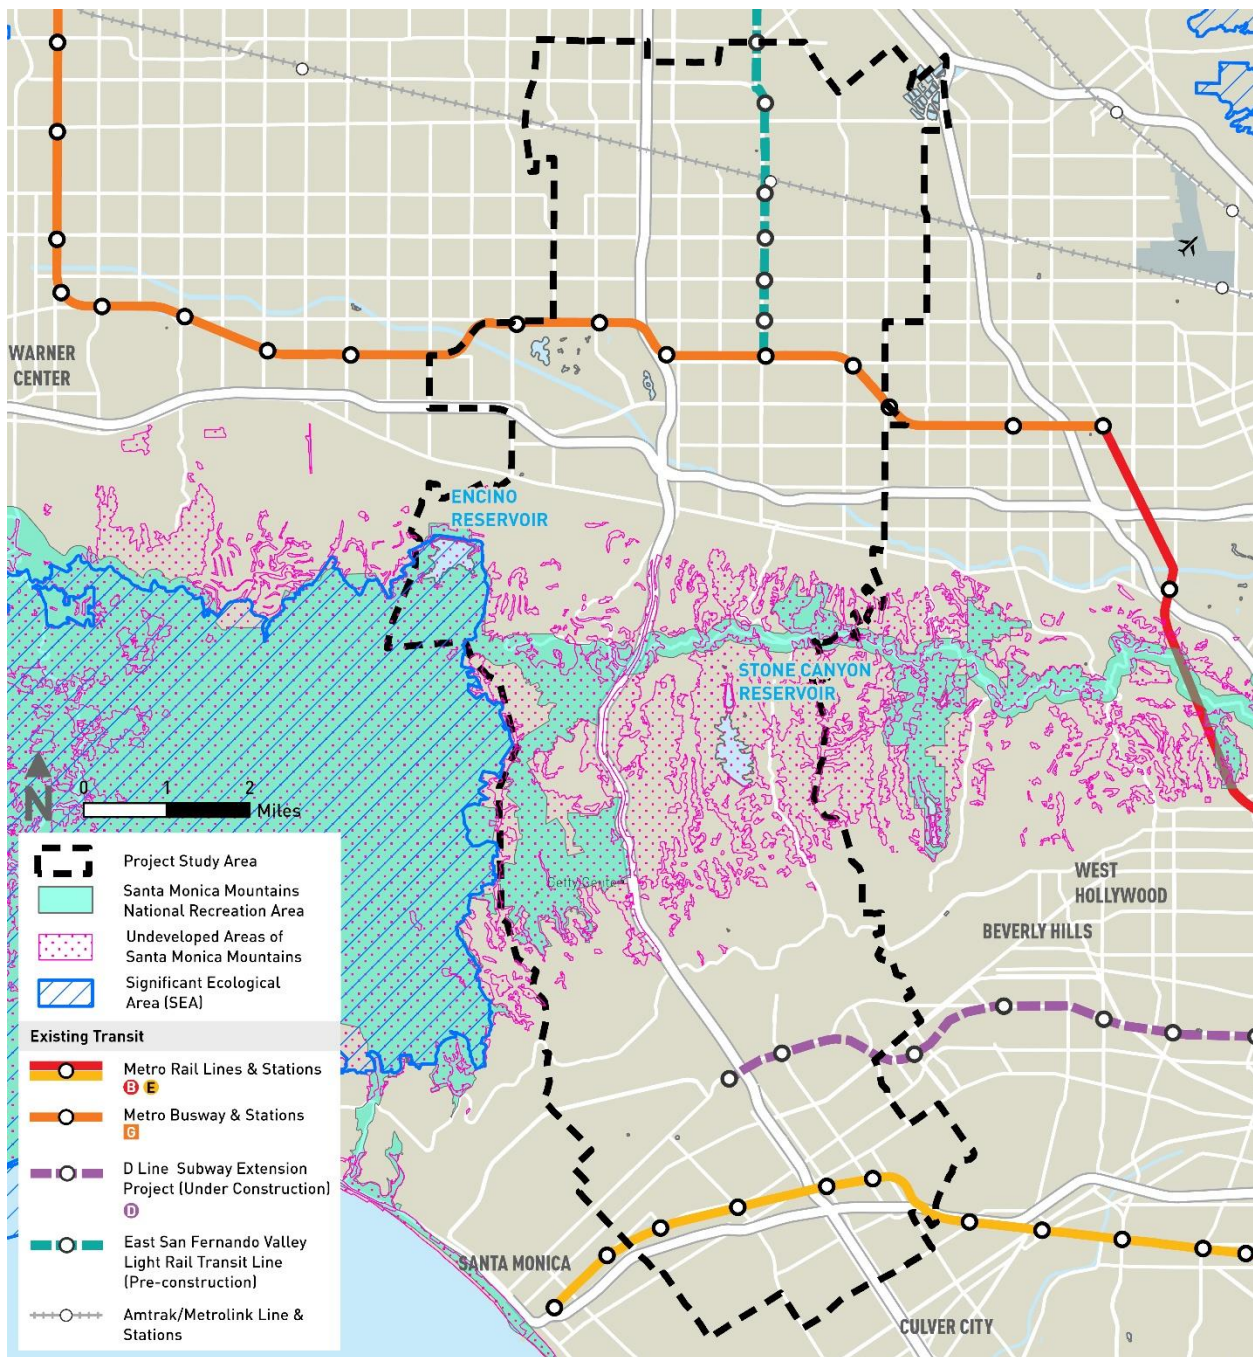 WARNER
CENTER
ENCINO
RESERVOIR
STONE CANYON
RESERVOIR
Getty Center
WEST
HOLLYWOOD
BEVERLY HILLS
SANTA MONICA
CULVER CITY
N
0 1 2
Miles
Project Study Area
Santa Monica Mountains
National Recreation Area
Undeveloped Areas of
Santa Monica Mountains
Significant Ecological
Area (SEA)
Existing Transit
Metro Rail Lines & Stations
B E
Metro Busway & Stations
G
D Line Subway Extension
Project (Under Construction)
D
East San Fernando Valley
Light Rail Transit Line
(Pre-construction)
Amtrak/Metrolink Line &
Stations